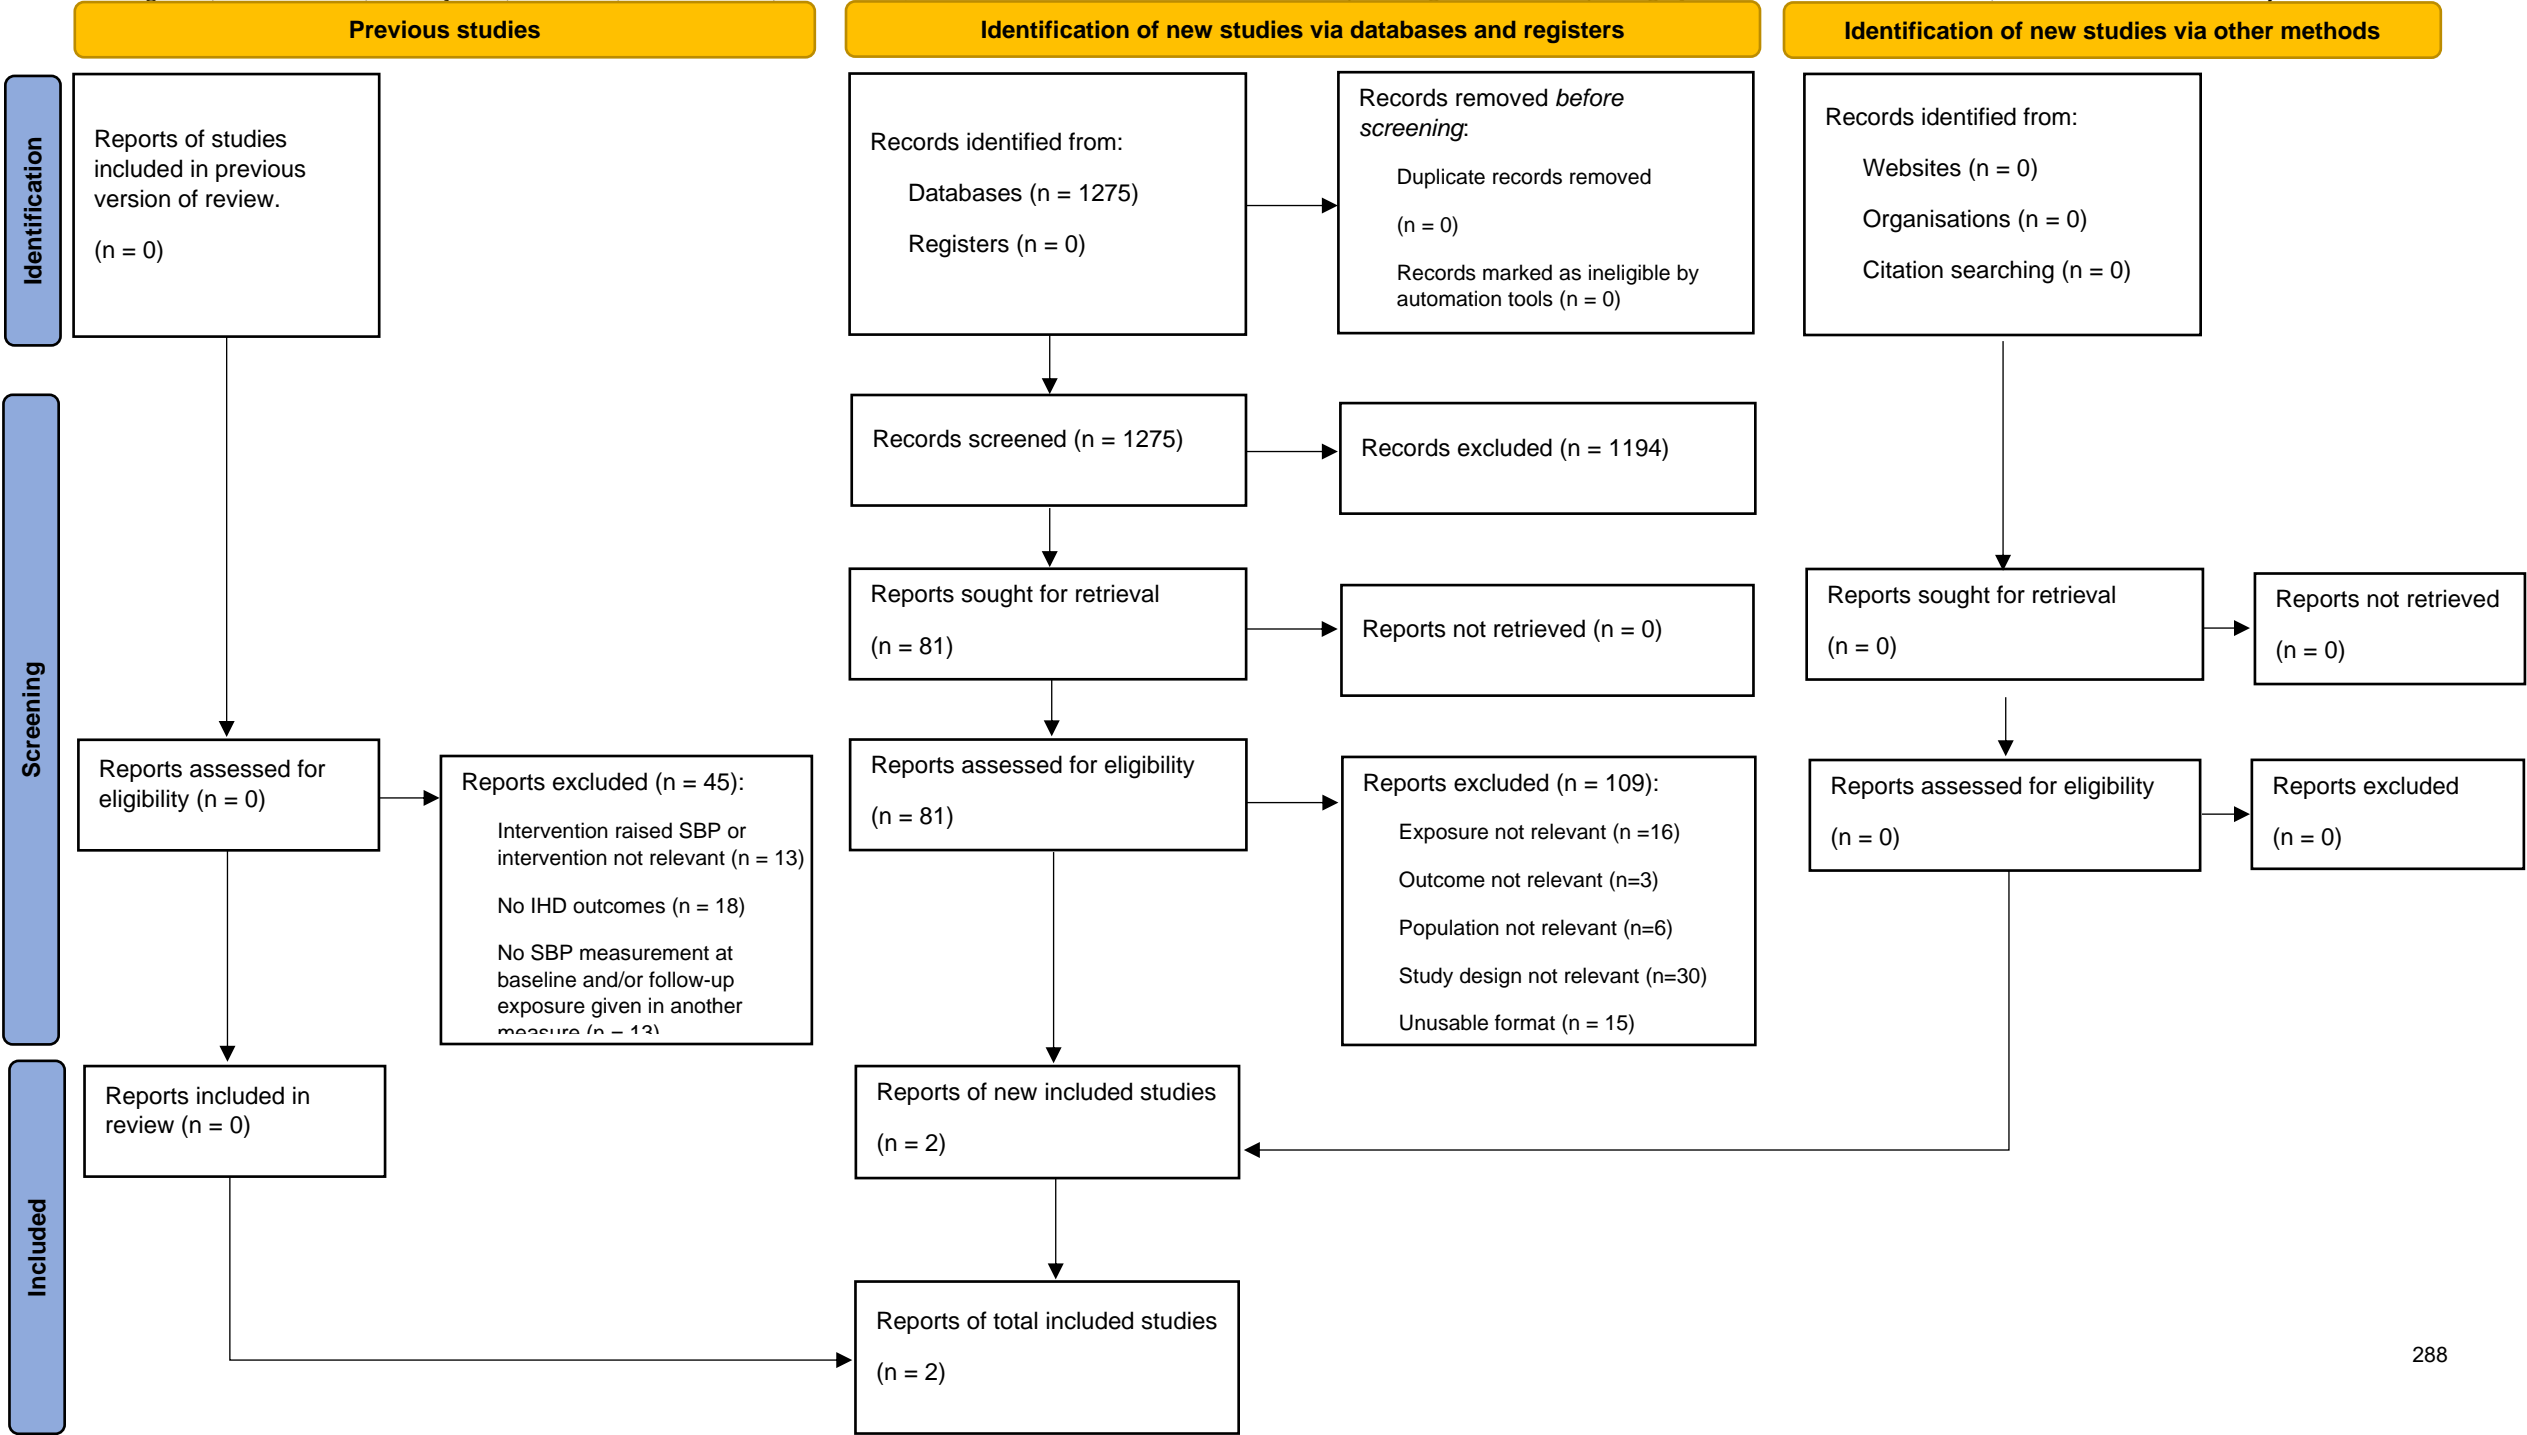 Previous studies
Identification of new studies via databases and registers
Identification of new studies via other methods
Identification
Reports of studies
included in previous
version of review.
(n = 0)
Records identified from:
Databases (n = 1275)
Registers (n = 0)
Records removed before
screening:
Duplicate records removed
(n = 0)
Records marked as ineligible by
automation tools (n = 0)
Records identified from:
Websites (n = 0)
Organisations (n = 0)
Citation searching (n = 0)
Screening
Records screened (n = 1275)
Records excluded (n = 1194)
Reports sought for retrieval
(n = 81)
Reports not retrieved (n = 0)
Reports sought for retrieval
(n = 0)
Reports not retrieved
(n = 0)
Reports assessed for
eligibility (n = 0)
Reports excluded (n = 45):
Intervention raised SBP or
intervention not relevant (n = 13)
No IHD outcomes (n = 18)
No SBP measurement at
baseline and/or follow-up
exposure given in another
measure (n = 13)
Reports assessed for eligibility
(n = 81)
Reports excluded (n = 109):
Exposure not relevant (n =16)
Outcome not relevant (n=3)
Population not relevant (n=6)
Study design not relevant (n=30)
Unusable format (n = 15)
Reports assessed for eligibility
(n = 0)
Reports excluded
(n = 0)
Included
Reports included in
review (n = 0)
Reports of new included studies
(n = 2)
Reports of total included studies
(n = 2)
288